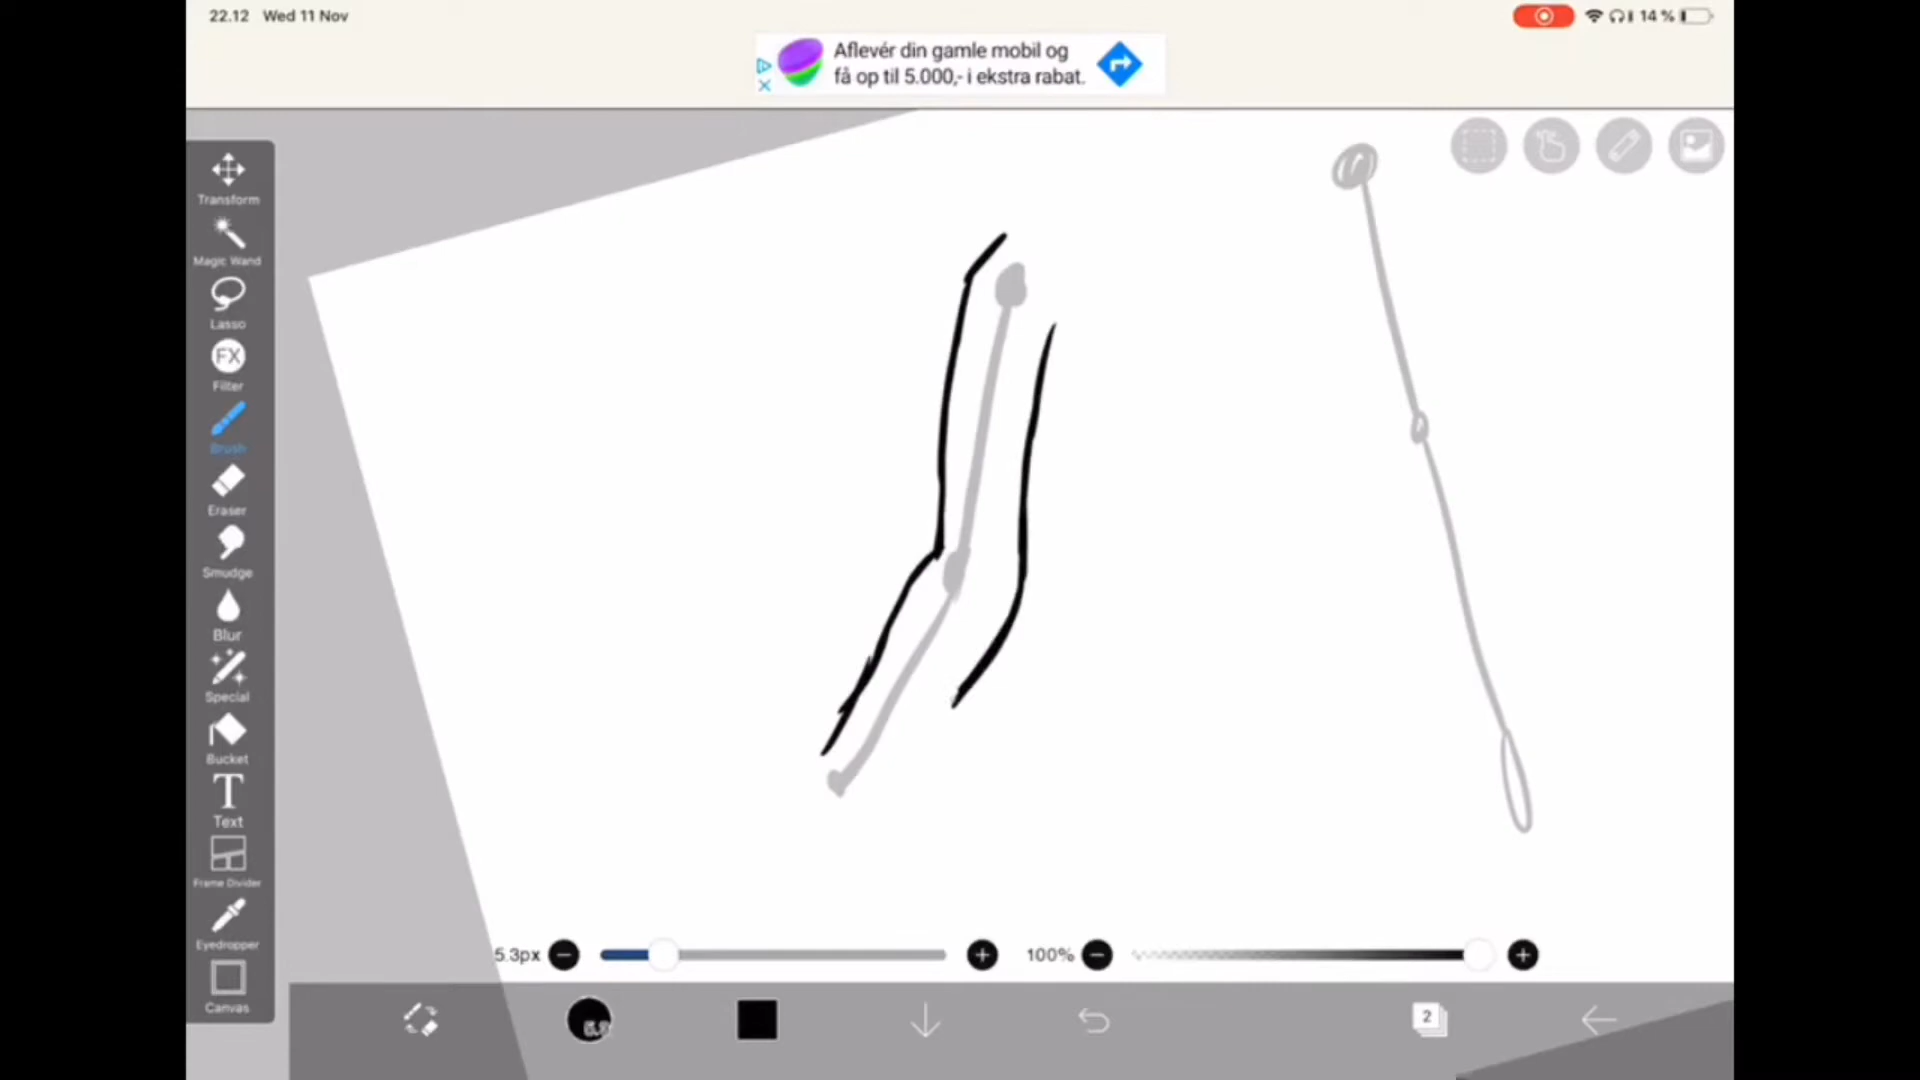 22.12 Wed 11 Nov
14 %
Aflevér din gamle mobil og
få op til 5.000,- i ekstra rabat.
Transform
Magic Wand
Lasso
FX
Filter
Brush
Eraser
Smudge
Blur
Special
Bucket
T
Text
Frame Divider
Eyedropper
Canvas
5.3px
100%
5.3
2